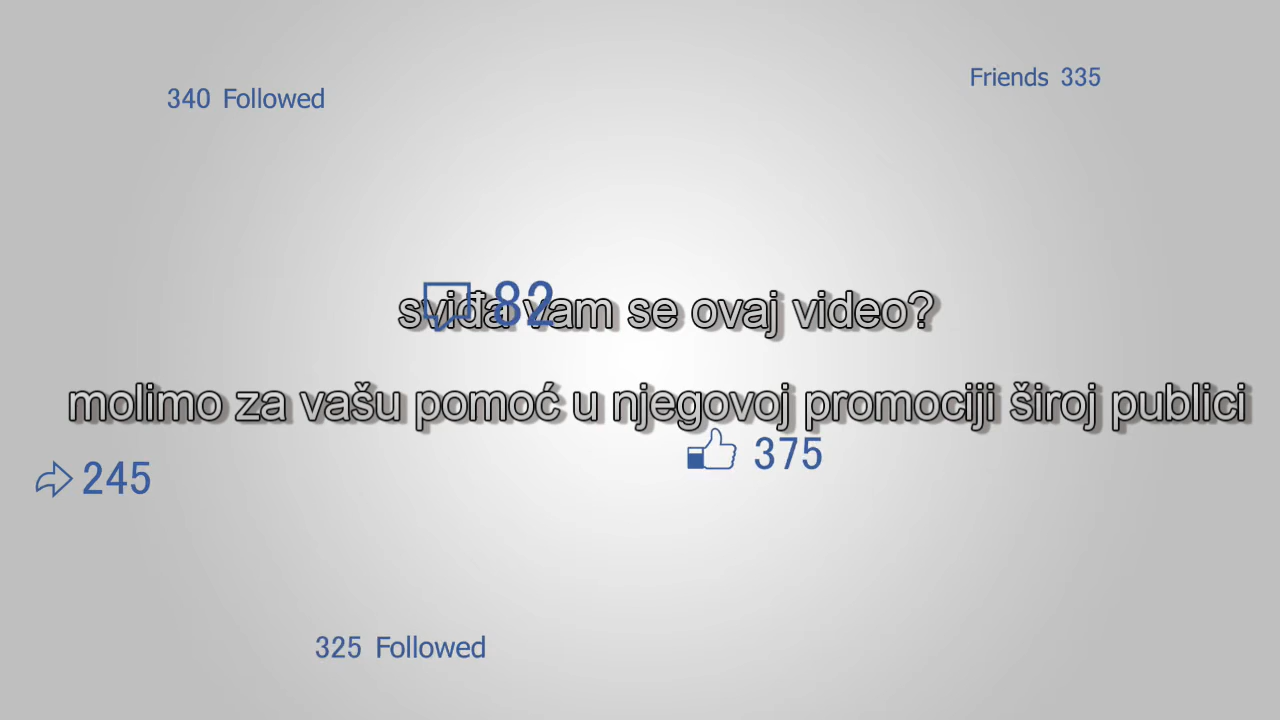 Friends 335
340 Followed
82
sviđa vam se ovaj video?
molimo za vašu pomoć u njegovoj promociji široj publici
375
245
325 Followed